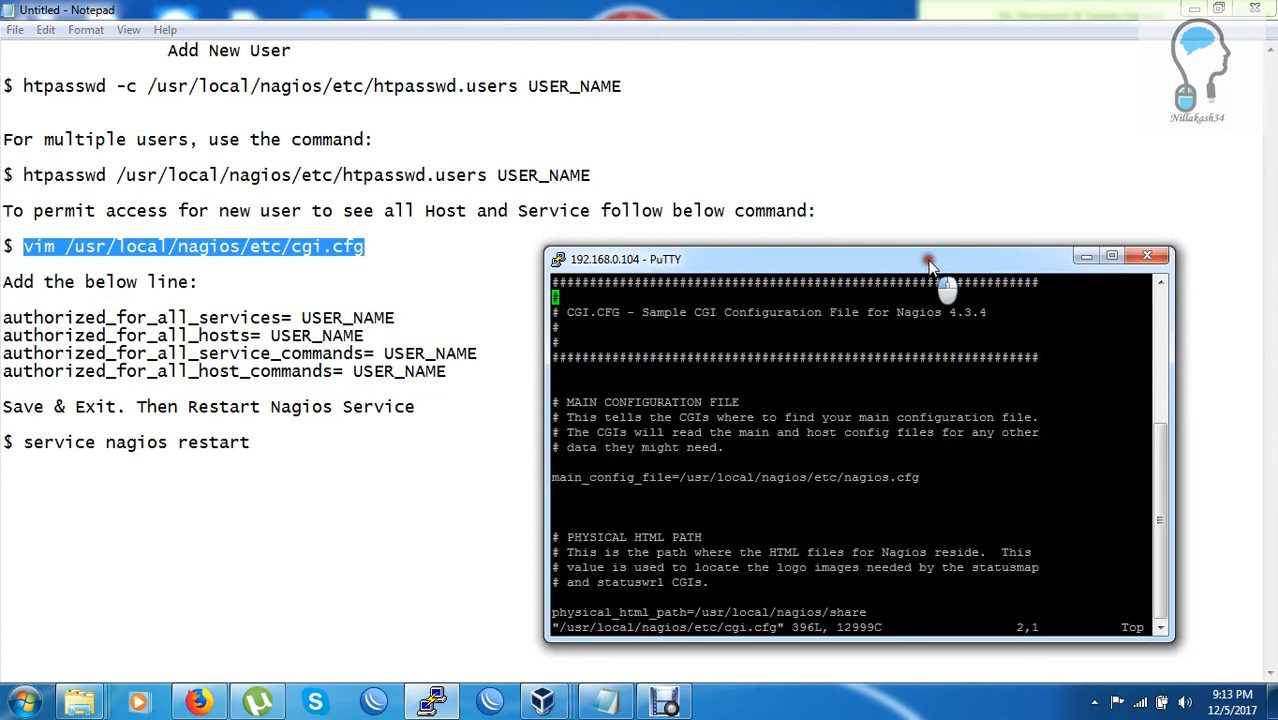 Untitled - Notepad
File Edit Format View Help
Add New User
$ htpasswd -c /usr/local/nagios/etc/htpasswd.users USER_NAME
For multiple users, use the command:
$ htpasswd /usr/local/nagios/etc/htpasswd.users USER_NAME
To permit access for new user to see all Host and Service follow below command:
$ vim /usr/local/nagios/etc/cgi.cfg
Add the below line:
authorized_for_all_services= USER_NAME
authorized_for_all_hosts= USER_NAME
authorized_for_all_service_commands= USER_NAME
authorized_for_all_host_commands= USER_NAME
Save & Exit. Then Restart Nagios Service
$ service nagios restart
Nillakash34
192.168.0.104 - PuTTY
#################################################################
#
# CGI.CFG - Sample CGI Configuration File for Nagios 4.3.4
#
#
#################################################################
# MAIN CONFIGURATION FILE
# This tells the CGIs where to find your main configuration file.
# The CGIs will read the main and host config files for any other
# data they might need.
main_config_file=/usr/local/nagios/etc/nagios.cfg
# PHYSICAL HTML PATH
# This is the path where the HTML files for Nagios reside.  This
# value is used to locate the logo images needed by the statusmap
# and statuswrl CGIs.
physical_html_path=/usr/local/nagios/share
"/usr/local/nagios/etc/cgi.cfg" 396L, 12999C 2,1 Top
9:13 PM
12/5/2017